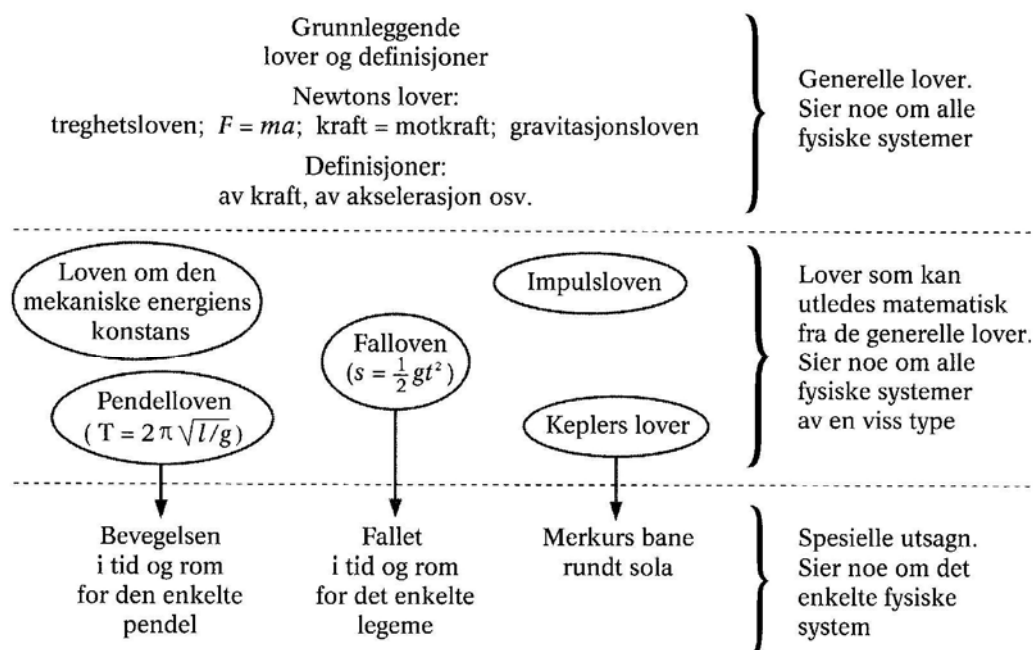 Grunnleggende
lover og definisjoner
Newtons lover:
treghetsloven; F = ma; kraft = motkraft; gravitasjonsloven
Definisjoner:
av kraft, av akselerasjon osv.
Generelle lover.
Sier noe om alle
fysiske systemer
Loven om den
mekaniske energiens
konstans
Pendelloven
( T = 2 π √l/g )
Falloven
(s = 1/2 gt²)
Impulsloven
Keplers lover
Lover som kan
utledes matematisk
fra de generelle lover.
Sier noe om alle
fysiske systemer
av en viss type
Bevegelsen
i tid og rom
for den enkelte
pendel
Fallet
i tid og rom
for det enkelte
legeme
Merkurs bane
rundt sola
Spesielle utsagn.
Sier noe om det
enkelte fysiske
system